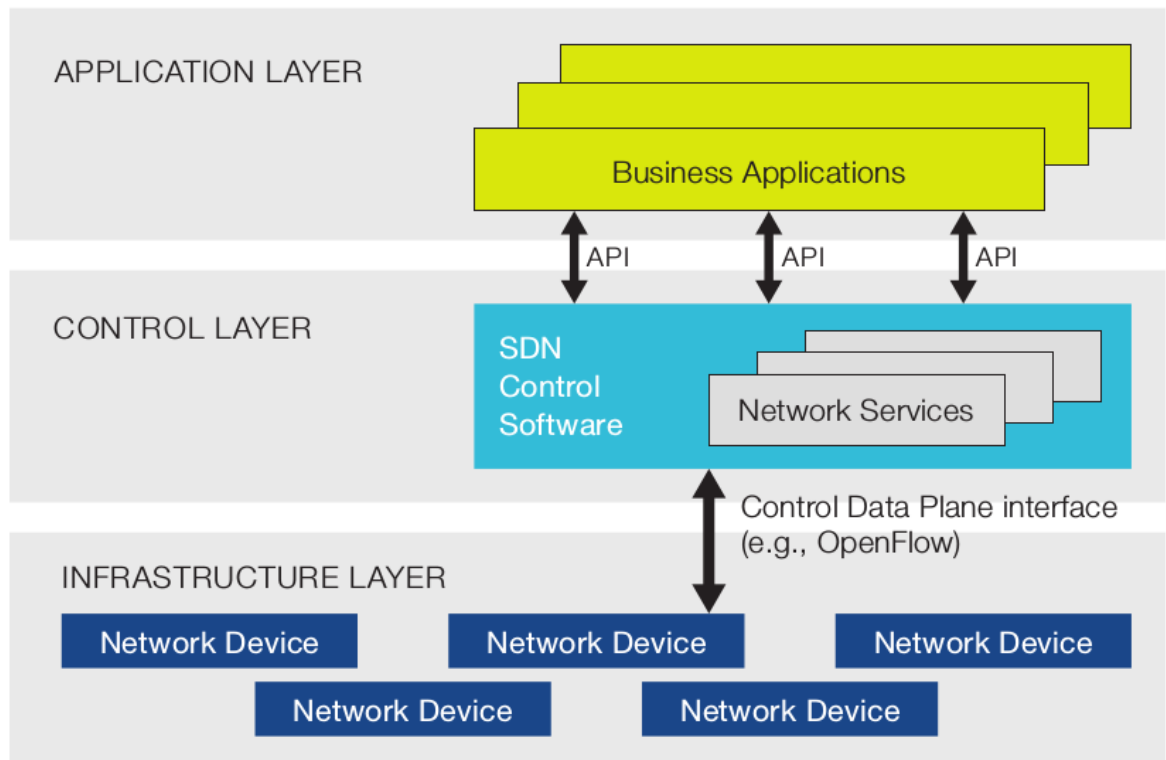 APPLICATION LAYER
Business Applications
API
API
API
CONTROL LAYER
SDN
Control
Software
Network Services
Control Data Plane interface
(e.g., OpenFlow)
INFRASTRUCTURE LAYER
Network Device
Network Device
Network Device
Network Device
Network Device